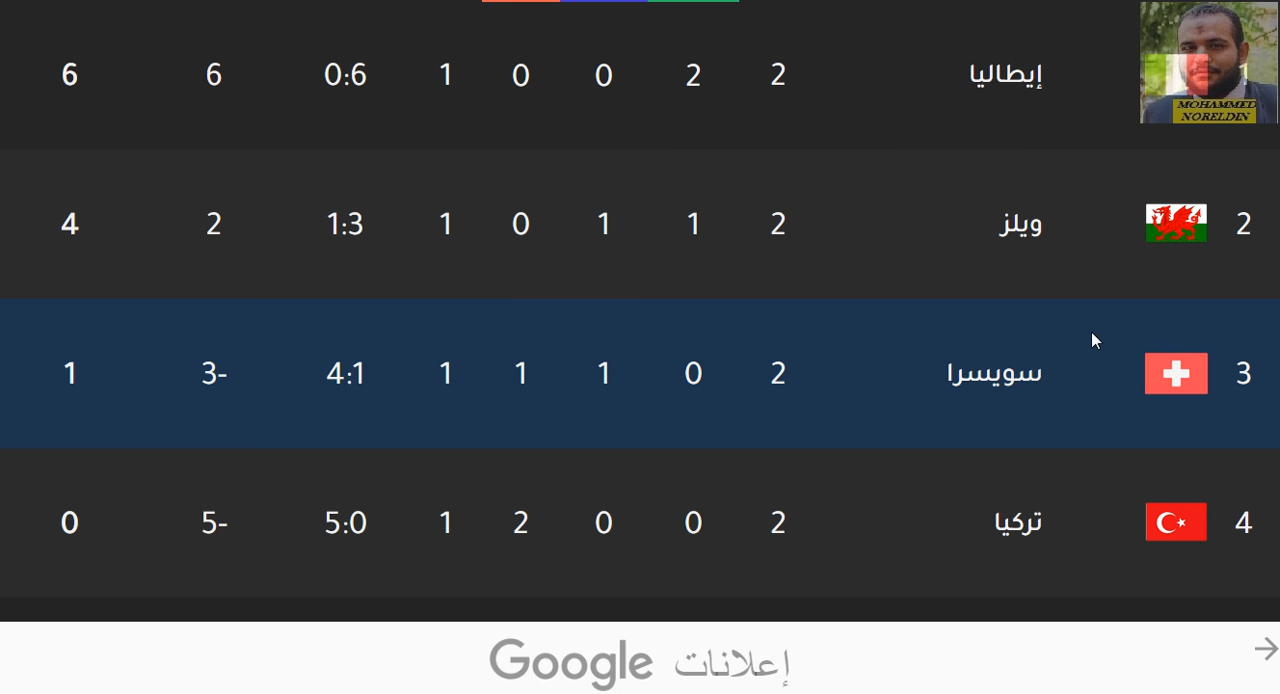 1 إيطاليا 2 2 0 0 1 0:6 6 6
MOHAMMED
NORELDIN
2 ويلز 2 1 1 0 1 1:3 2 4
3 سويسرا 2 0 1 1 1 4:1 3- 1
4 تركيا 2 0 0 2 1 5:0 5- 0
إعلانات Google